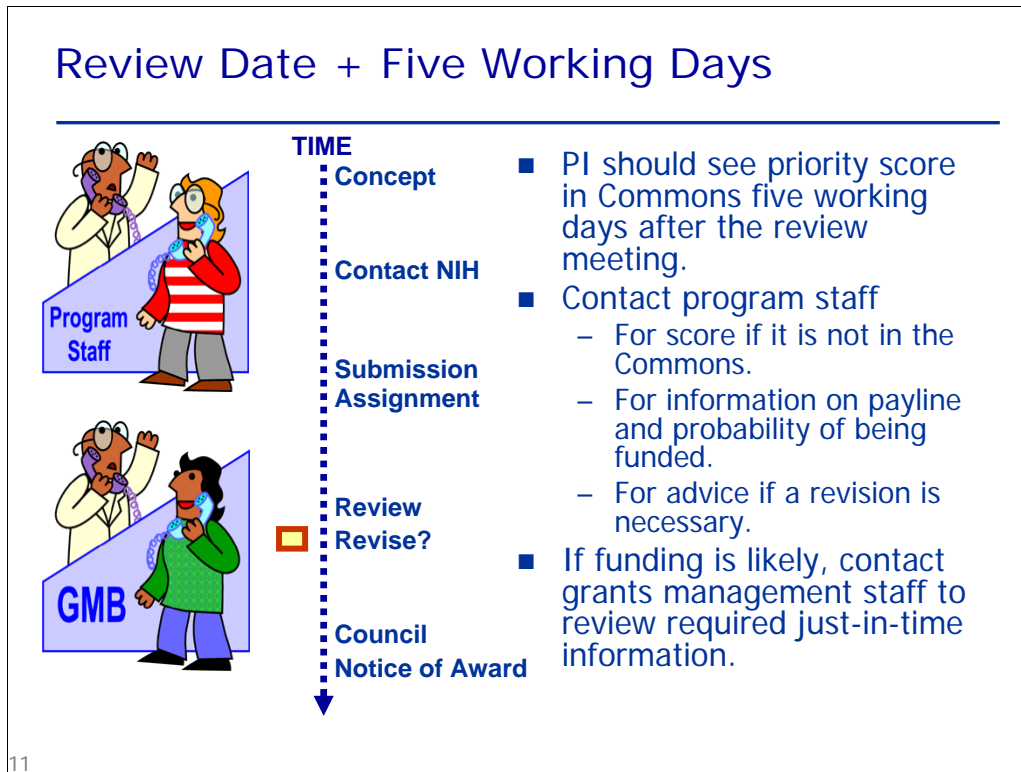 Review Date + Five Working Days
Program
Staff
GMB
TIME
Concept
Contact NIH
Submission
Assignment
Review
Revise?
Council
Notice of Award
■ PI should see priority score
in Commons five working
days after the review
meeting.
■ Contact program staff
– For score if it is not in the
Commons.
– For information on payline
and probability of being
funded.
– For advice if a revision is
necessary.
■ If funding is likely, contact
grants management staff to
review required just-in-time
information.
11